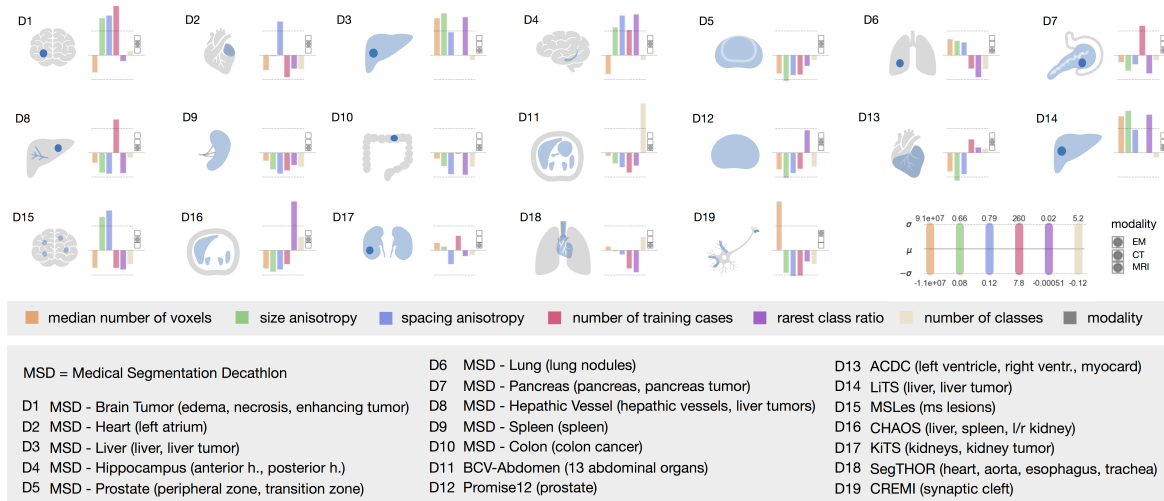 D1 D2 D3 D4 D5 D6 D7
D8 D9 D10 D11 D12 D13 D14
D15 D16 D17 D18 D19
9.1e+07 0.66 0.79 260 0.02 5.2
σ
μ
−σ
-1.1e+07 0.08 0.12 7.8 -0.00051 -0.12
modality
EM
CT
MRI
median number of voxels size anisotropy spacing anisotropy number of training cases rarest class ratio number of classes modality
MSD = Medical Segmentation Decathlon
D1 MSD - Brain Tumor (edema, necrosis, enhancing tumor)
D2 MSD - Heart (left atrium)
D3 MSD - Liver (liver, liver tumor)
D4 MSD - Hippocampus (anterior h., posterior h.)
D5 MSD - Prostate (peripheral zone, transition zone)
D6 MSD - Lung (lung nodules)
D7 MSD - Pancreas (pancreas, pancreas tumor)
D8 MSD - Hepatic Vessel (hepatic vessels, liver tumors)
D9 MSD - Spleen (spleen)
D10 MSD - Colon (colon cancer)
D11 BCV-Abdomen (13 abdominal organs)
D12 Promise12 (prostate)
D13 ACDC (left ventricle, right ventr., myocard)
D14 LiTS (liver, liver tumor)
D15 MSLes (ms lesions)
D16 CHAOS (liver, spleen, l/r kidney)
D17 KiTS (kidneys, kidney tumor)
D18 SegTHOR (heart, aorta, esophagus, trachea)
D19 CREMI (synaptic cleft)